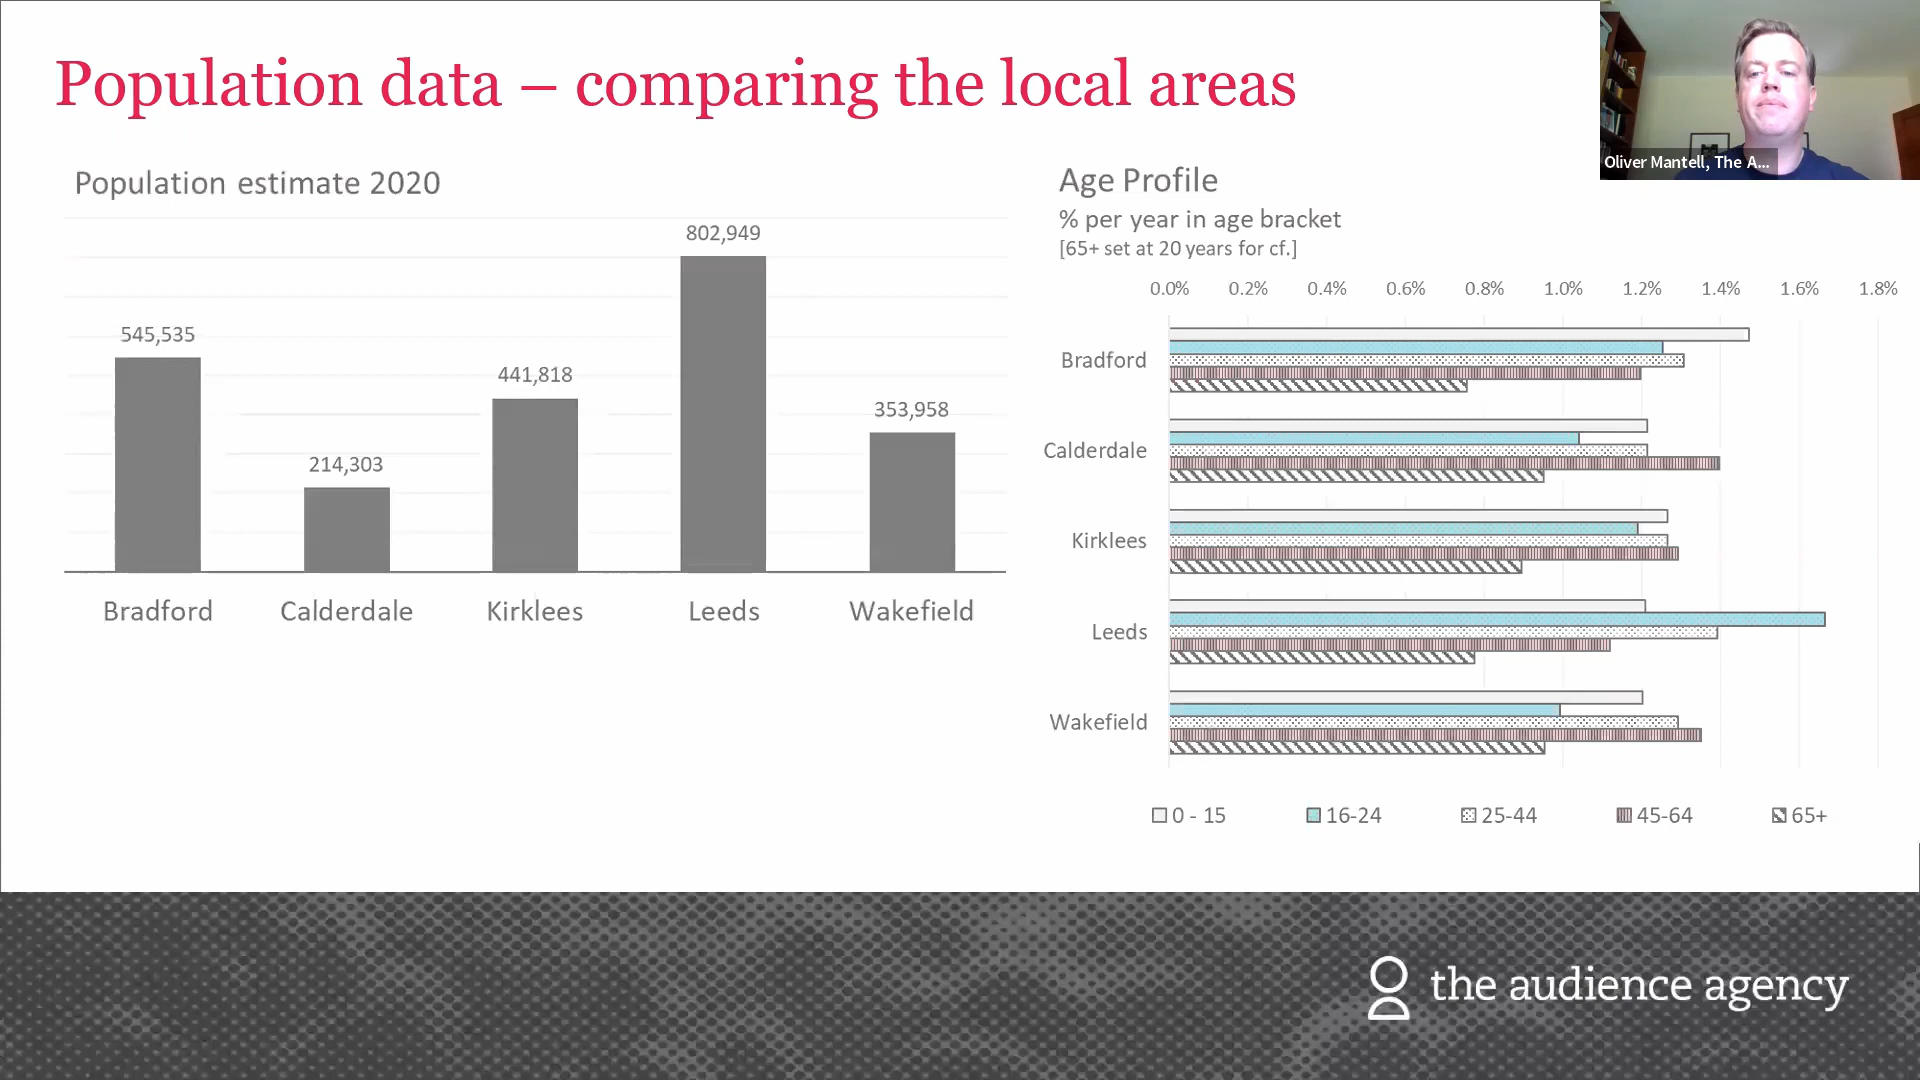 Population data – comparing the local areas
Oliver Mantell, The A...
Population estimate 2020
802,949
545,535
441,818
353,958
214,303
Bradford
Calderdale
Kirklees
Leeds
Wakefield
Age Profile
% per year in age bracket
[65+ set at 20 years for cf.]
0.0% 0.2% 0.4% 0.6% 0.8% 1.0% 1.2% 1.4% 1.6% 1.8%
Bradford
Calderdale
Kirklees
Leeds
Wakefield
0 - 15 16-24 25-44 45-64 65+
the audience agency